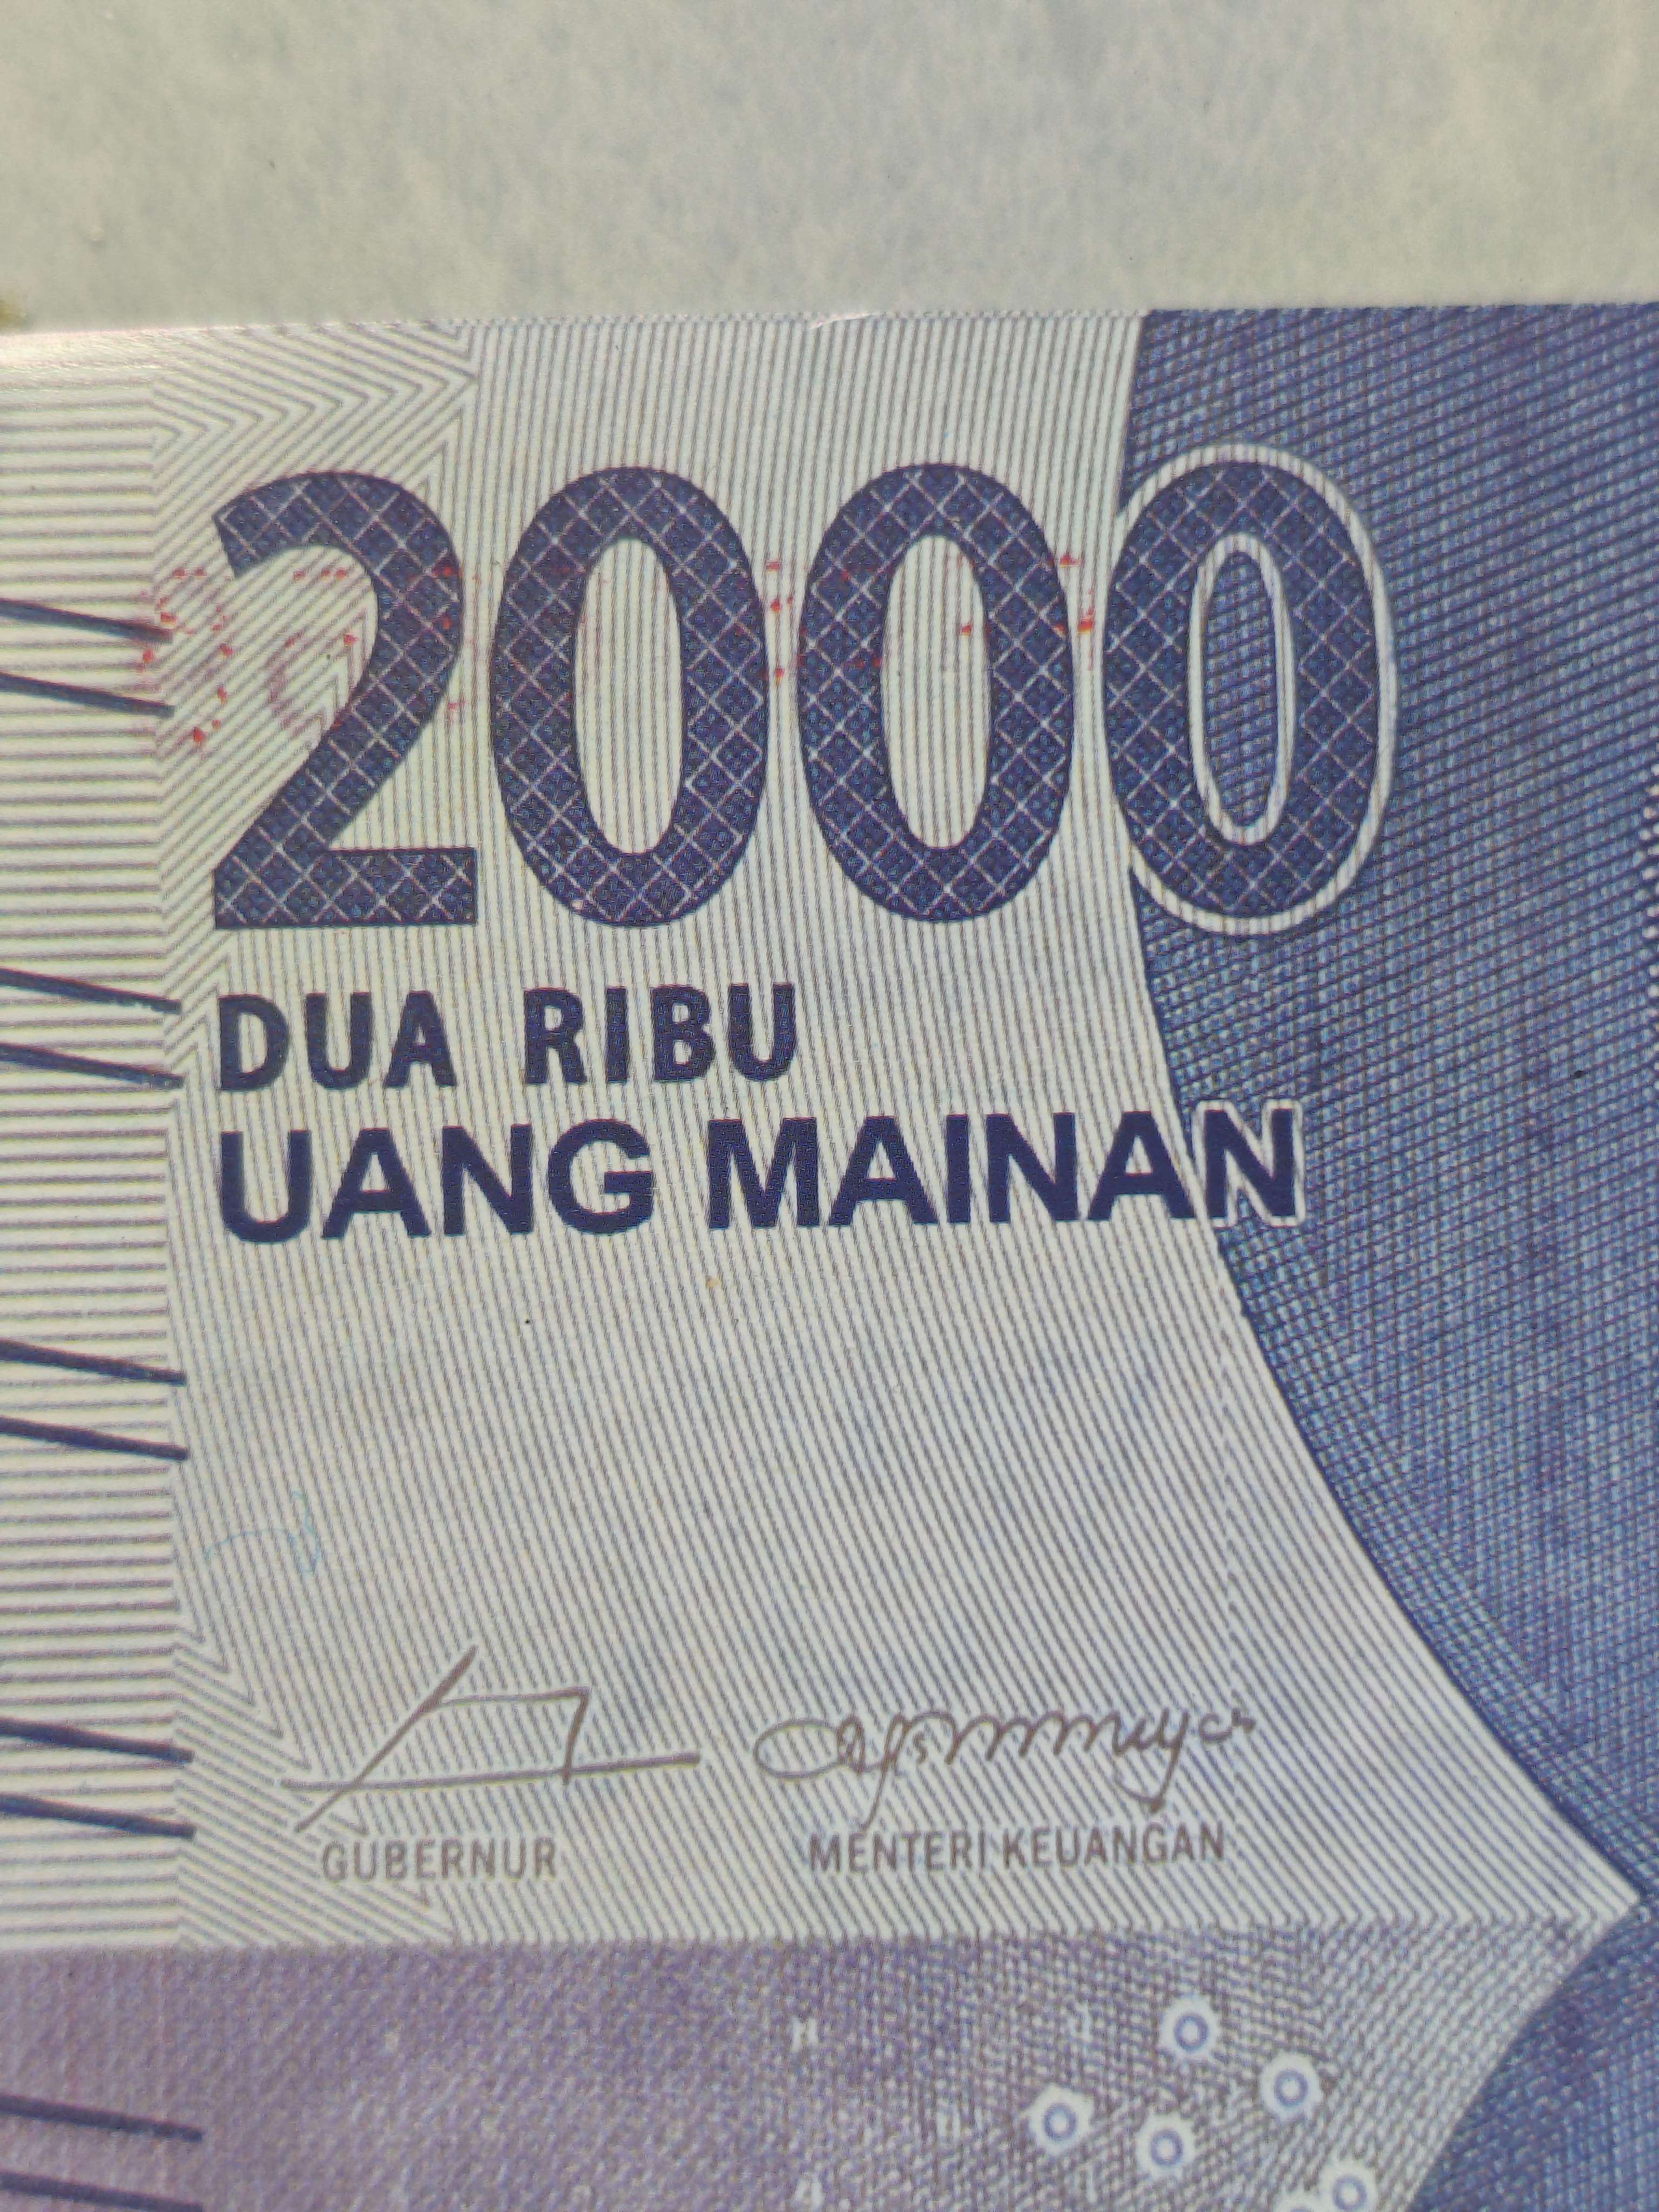 2000
DUA RIBU
UANG MAINAN
GUBERNUR
MENTERI KEUANGAN